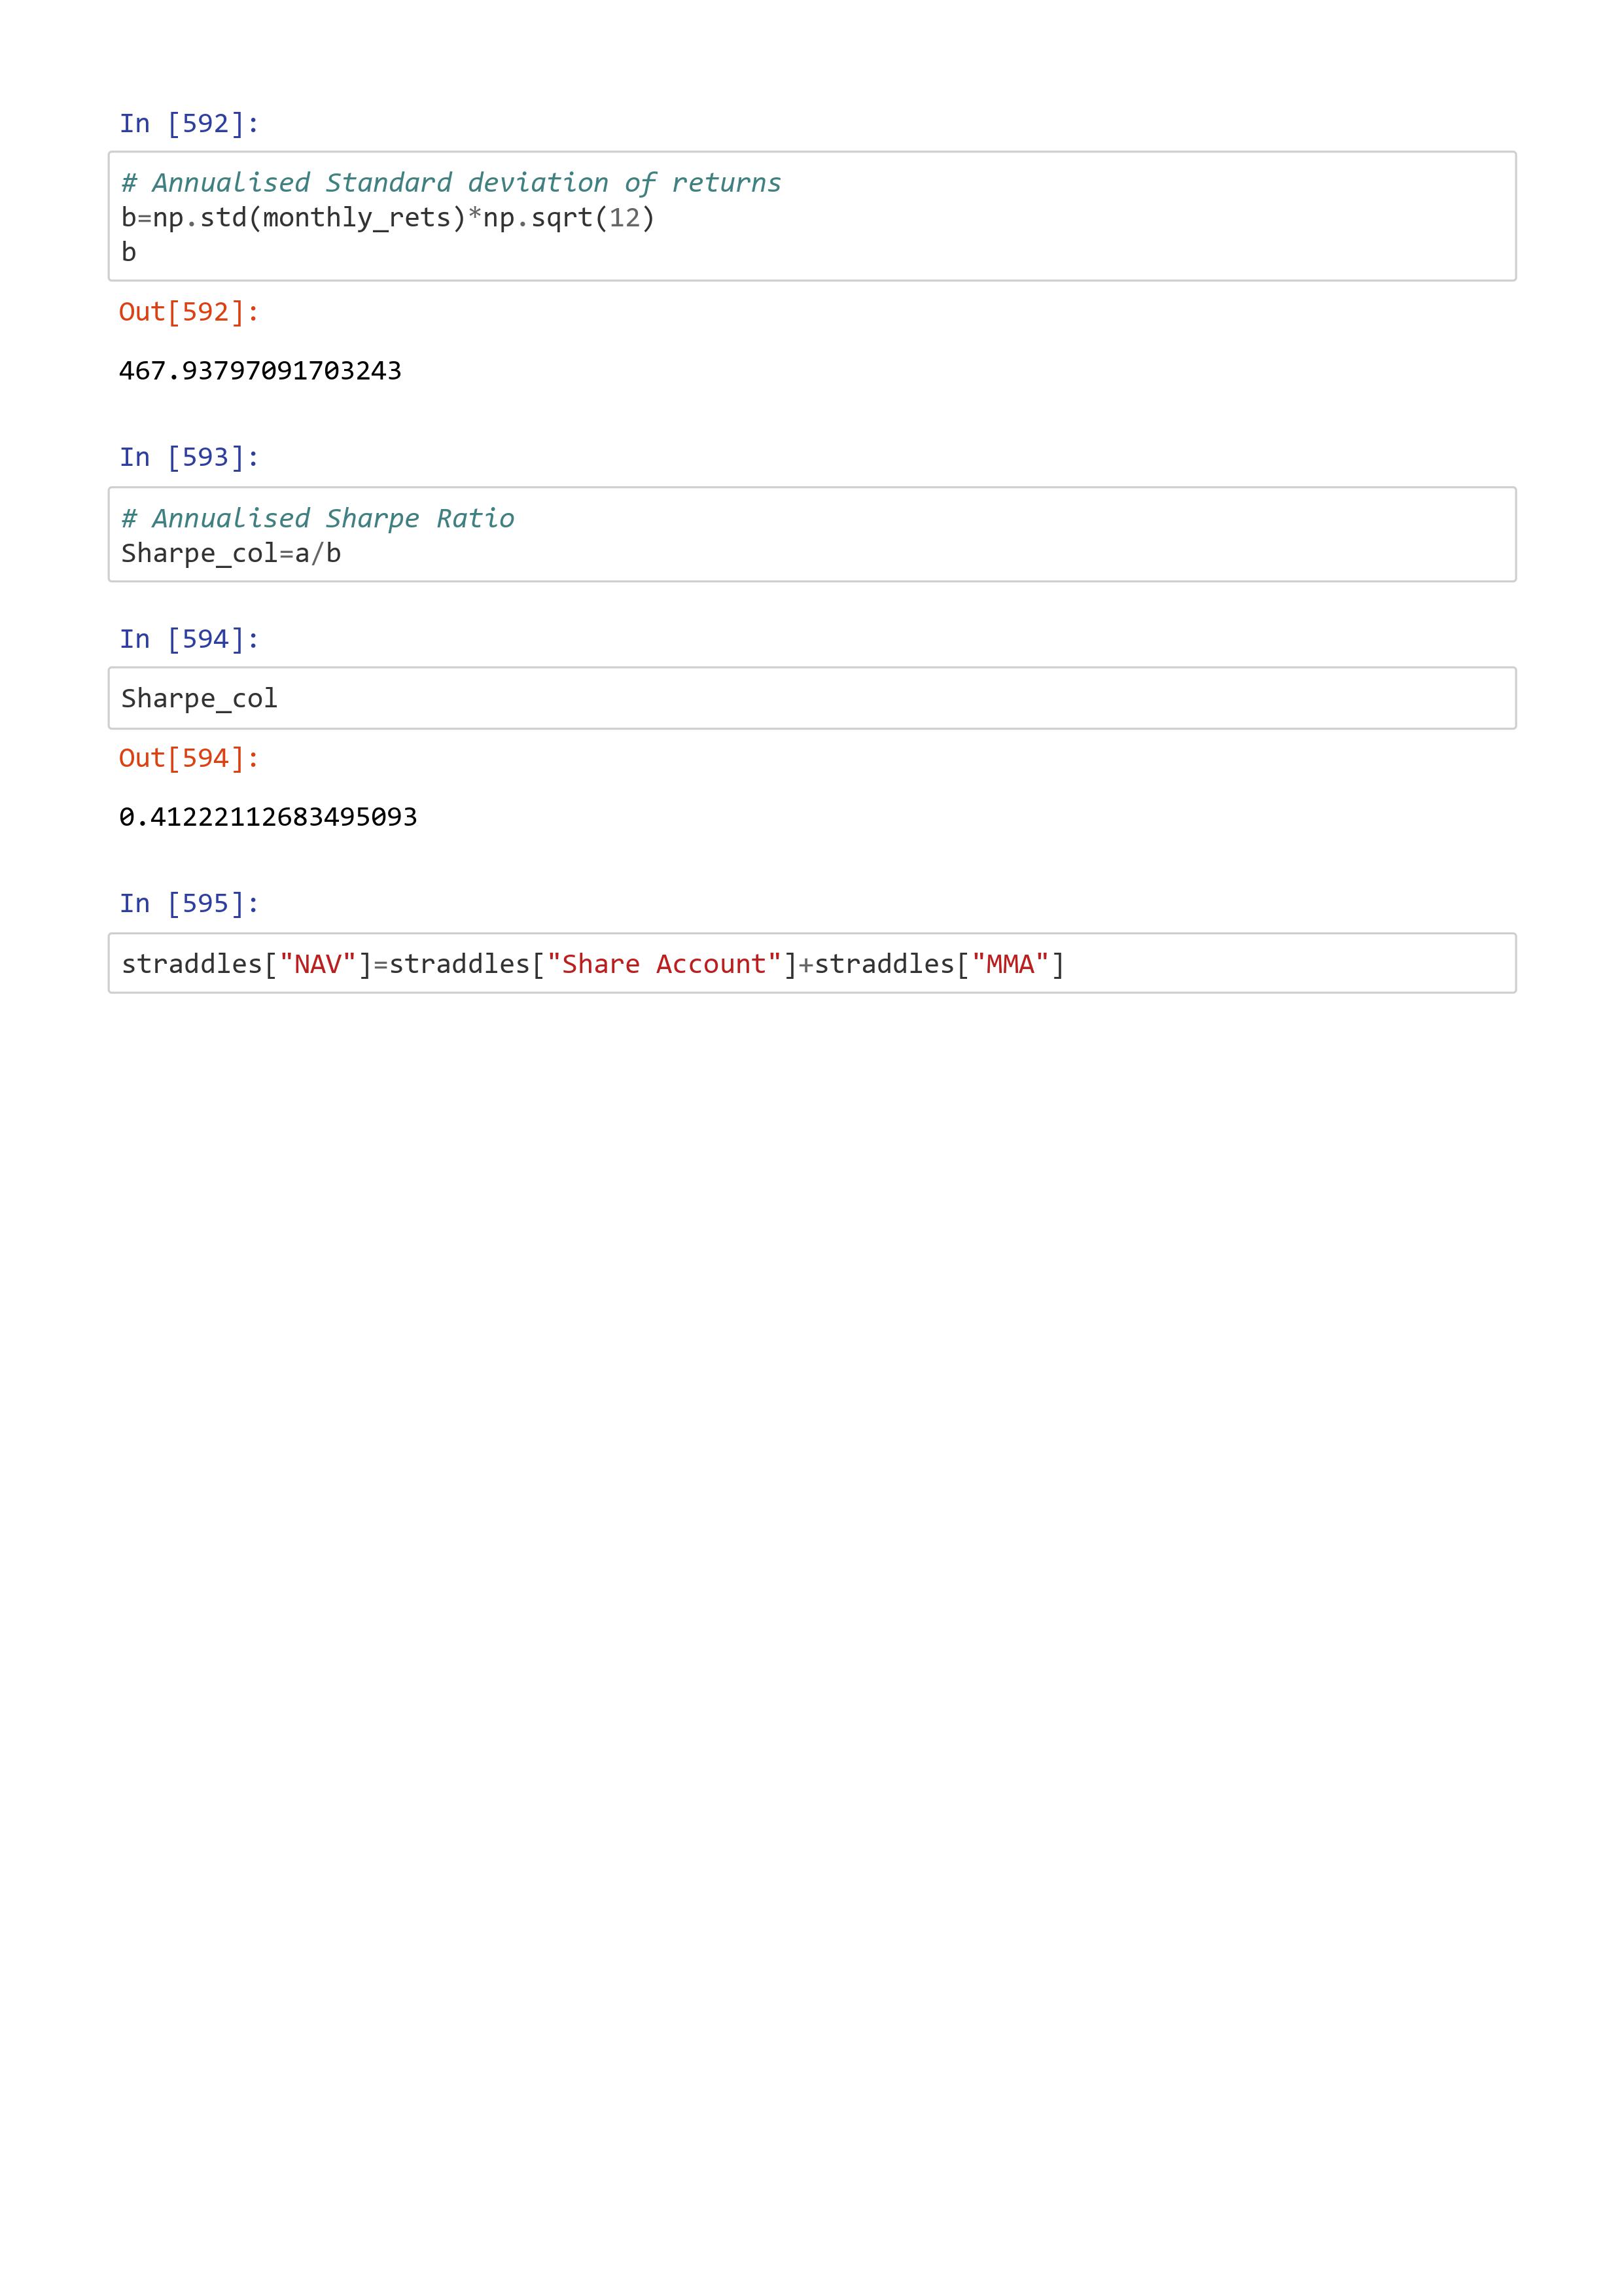 In [592]:
# Annualised Standard deviation of returns
b=np.std(monthly_rets)*np.sqrt(12)
b
Out[592]:
467.93797091703243
In [593]:
# Annualised Sharpe Ratio
Sharpe_col=a/b
In [594]:
Sharpe_col
Out[594]:
0.41222112683495093
In [595]:
straddles["NAV"]=straddles["Share Account"]+straddles["MMA"]